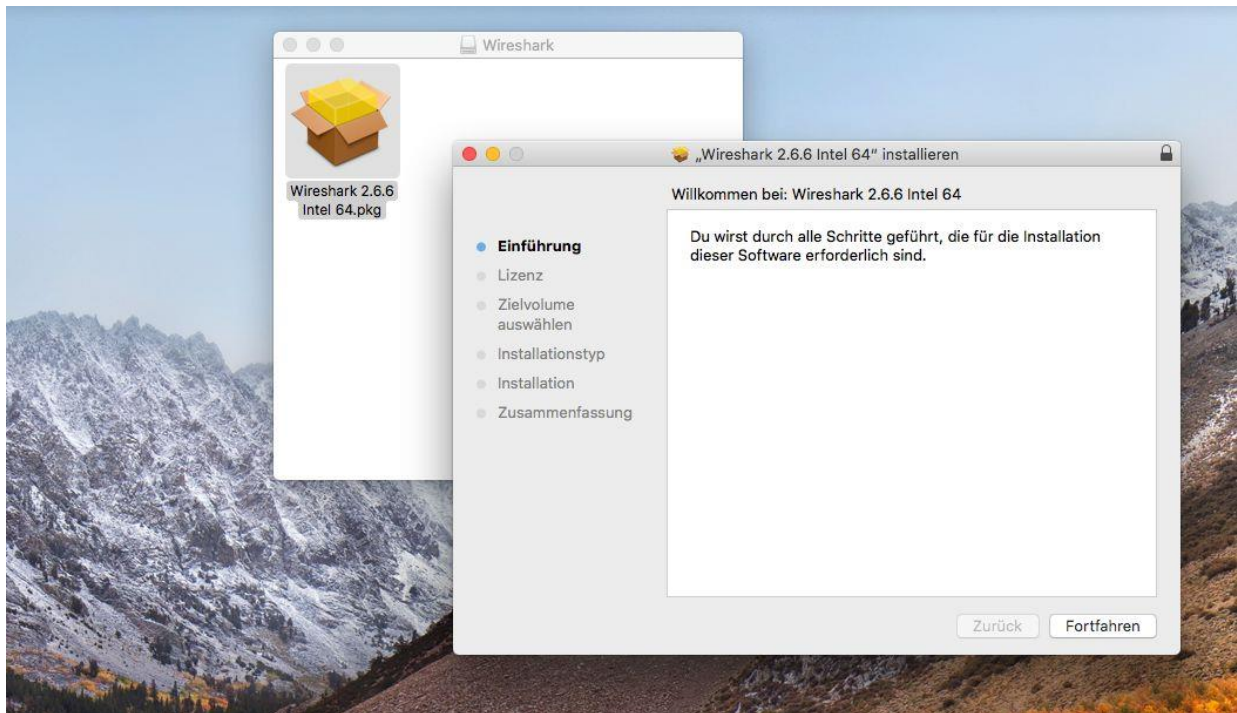 Wireshark
Wireshark 2.6.6
Intel 64.pkg
„Wireshark 2.6.6 Intel 64“ installieren
Willkommen bei: Wireshark 2.6.6 Intel 64
Einführung
Lizenz
Zielvolume
auswählen
Installationstyp
Installation
Zusammenfassung
Du wirst durch alle Schritte geführt, die für die Installation
dieser Software erforderlich sind.
Zurück
Fortfahren